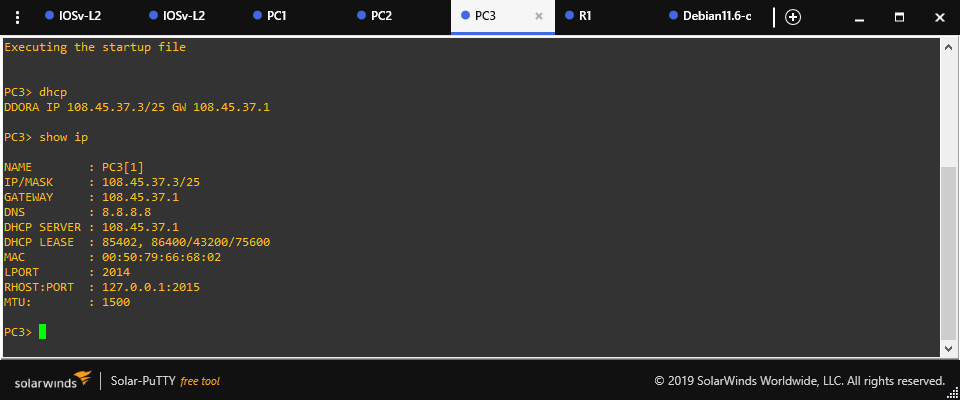 IOSv-L2 IOSv-L2 PC1 PC2 PC3 R1 Debian11.6-c
Executing the startup file
PC3> dhcp
DDORA IP 108.45.37.3/25 GW 108.45.37.1
PC3> show ip
NAME        : PC3[1]
IP/MASK     : 108.45.37.3/25
GATEWAY     : 108.45.37.1
DNS         : 8.8.8.8
DHCP SERVER : 108.45.37.1
DHCP LEASE  : 85402, 86400/43200/75600
MAC         : 00:50:79:66:68:02
LPORT       : 2014
RHOST:PORT  : 127.0.0.1:2015
MTU:        : 1500
PC3>
solarwinds Solar-PuTTY free tool © 2019 SolarWinds Worldwide, LLC. All rights reserved.